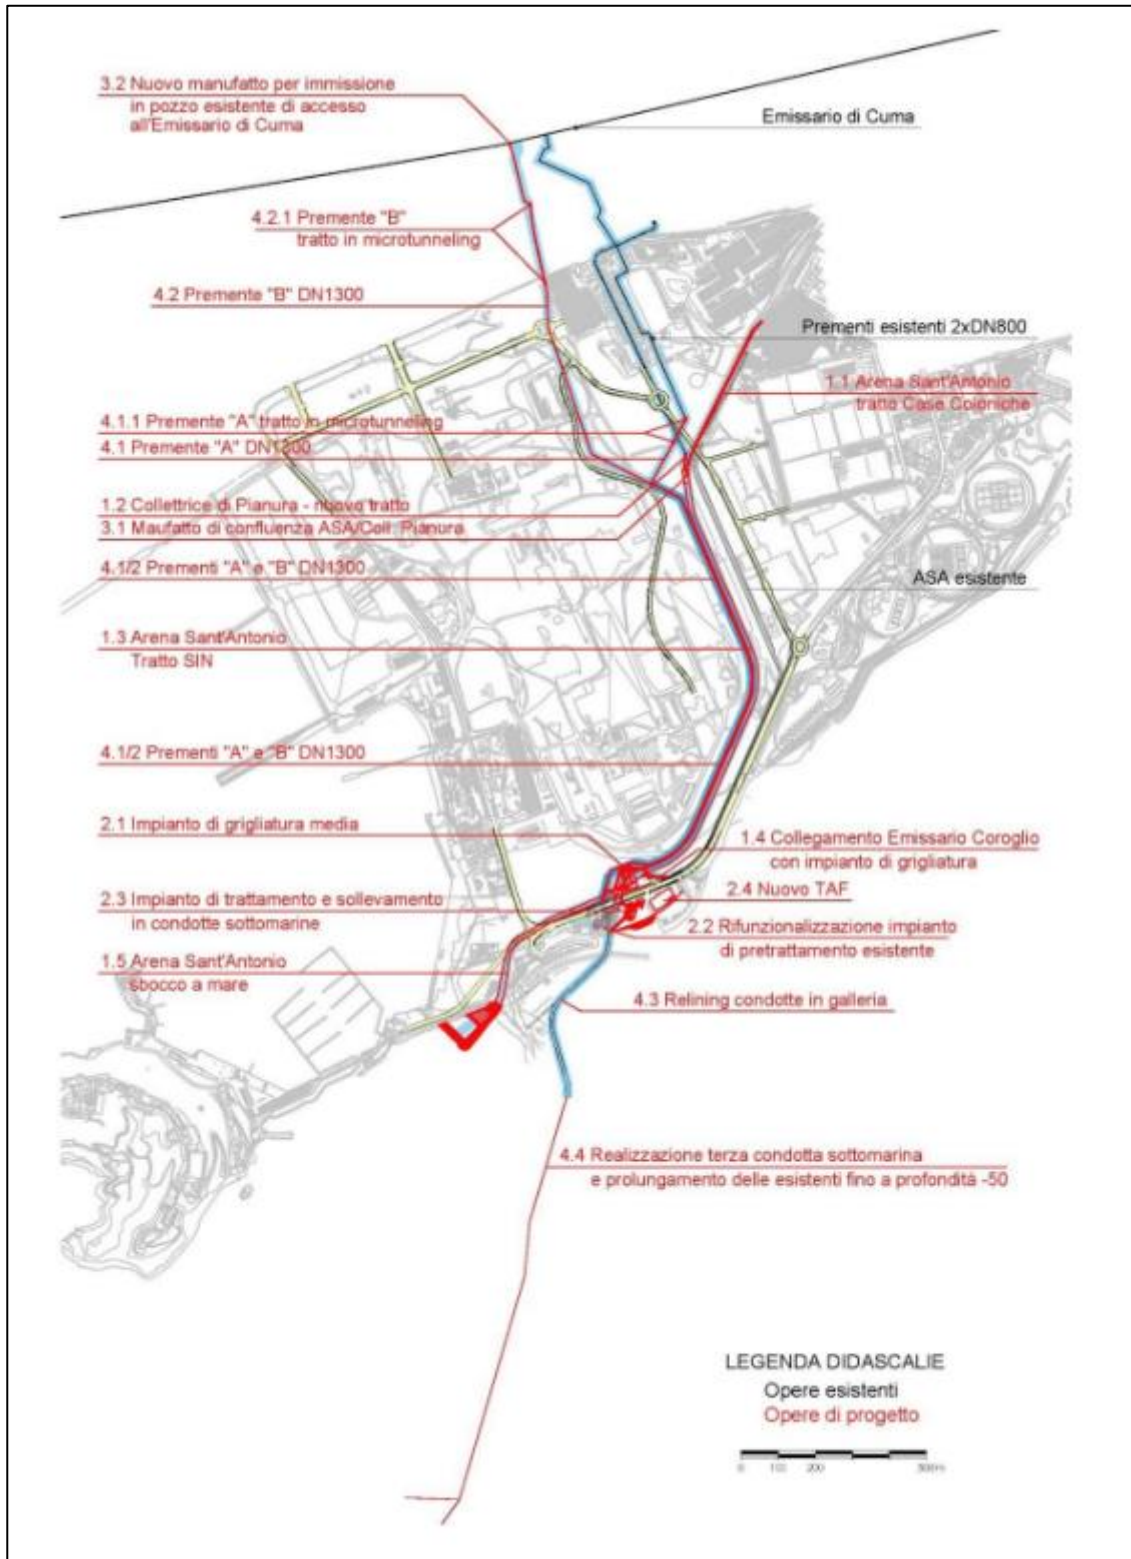 3.2 Nuovo manufatto per immissione
in pozzo esistente di accesso
all'Emissario di Cuma
Emissario di Cuma
4.2.1 Premente "B"
tratto in microtunneling
4.2 Premente "B" DN1300
Prementi esistenti 2xDN800
1.1 Arena Sant'Antonio
tratto Case Coloniche
4.1.1 Premente "A" tratto in microtunneling
4.1 Premente "A" DN1300
1.2 Collettrice di Pianura - nuovo tratto
3.1 Maufatto di confluenza ASA/Coll. Pianura
4.1/2 Prementi "A" e "B" DN1300
ASA esistente
1.3 Arena Sant'Antonio
Tratto SIN
4.1/2 Prementi "A" e "B" DN1300
2.1 Impianto di grigliatura media
1.4 Collegamento Emissario Coroglio
con impianto di grigliatura
2.3 Impianto di trattamento e sollevamento
in condotte sottomarine
2.4 Nuovo TAF
2.2 Rifunzionalizzazione impianto
di pretrattamento esistente
1.5 Arena Sant'Antonio
sbocco a mare
4.3 Relining condotte in galleria
4.4 Realizzazione terza condotta sottomarina
e prolungamento delle esistenti fino a profondità -50
LEGENDA DIDASCALIE
Opere esistenti
Opere di progetto
0 100 200 500m